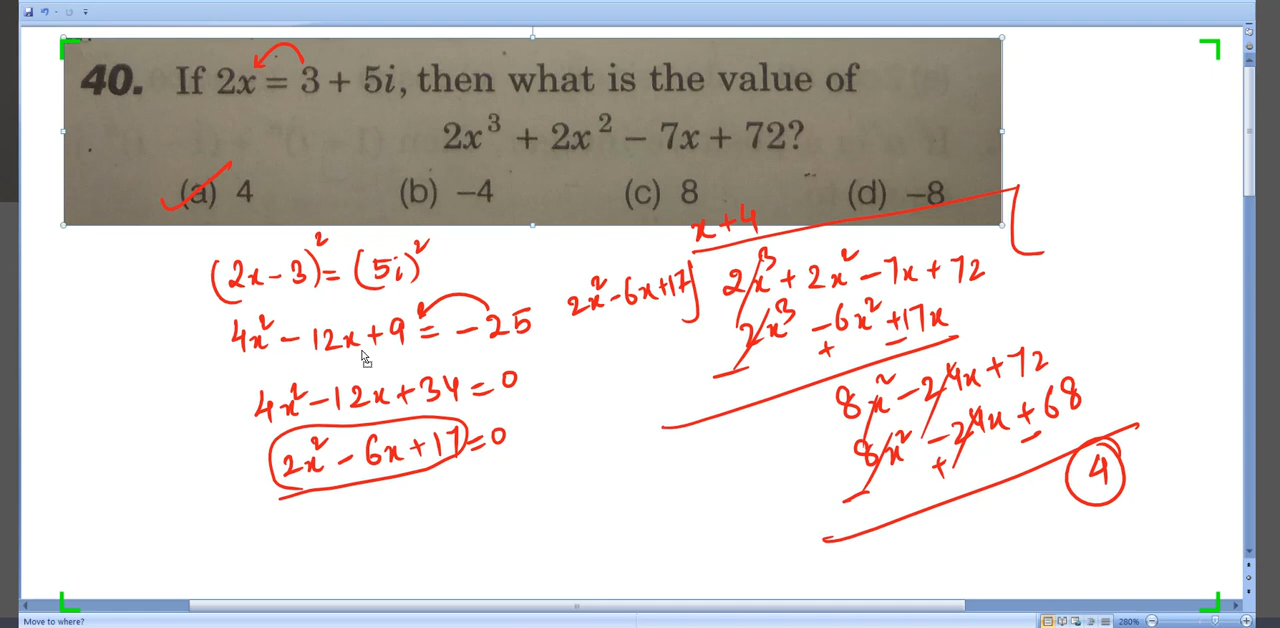 40. If 2x = 3 + 5i, then what is the value of
2x³ + 2x² − 7x + 72?
(a) 4 (b) −4 (c) 8 (d) −8
(2x − 3)² = (5i)²
4x² − 12x + 9 = −25
4x² − 12x + 34 = 0
2x² − 6x + 17 = 0
x + 4
2x² − 6x + 17) 2x³ + 2x² − 7x + 72
2x³ − 6x² + 17x
− + −
8x² − 24x + 72
8x² − 24x + 68
− + −
4
Move to where?
280%